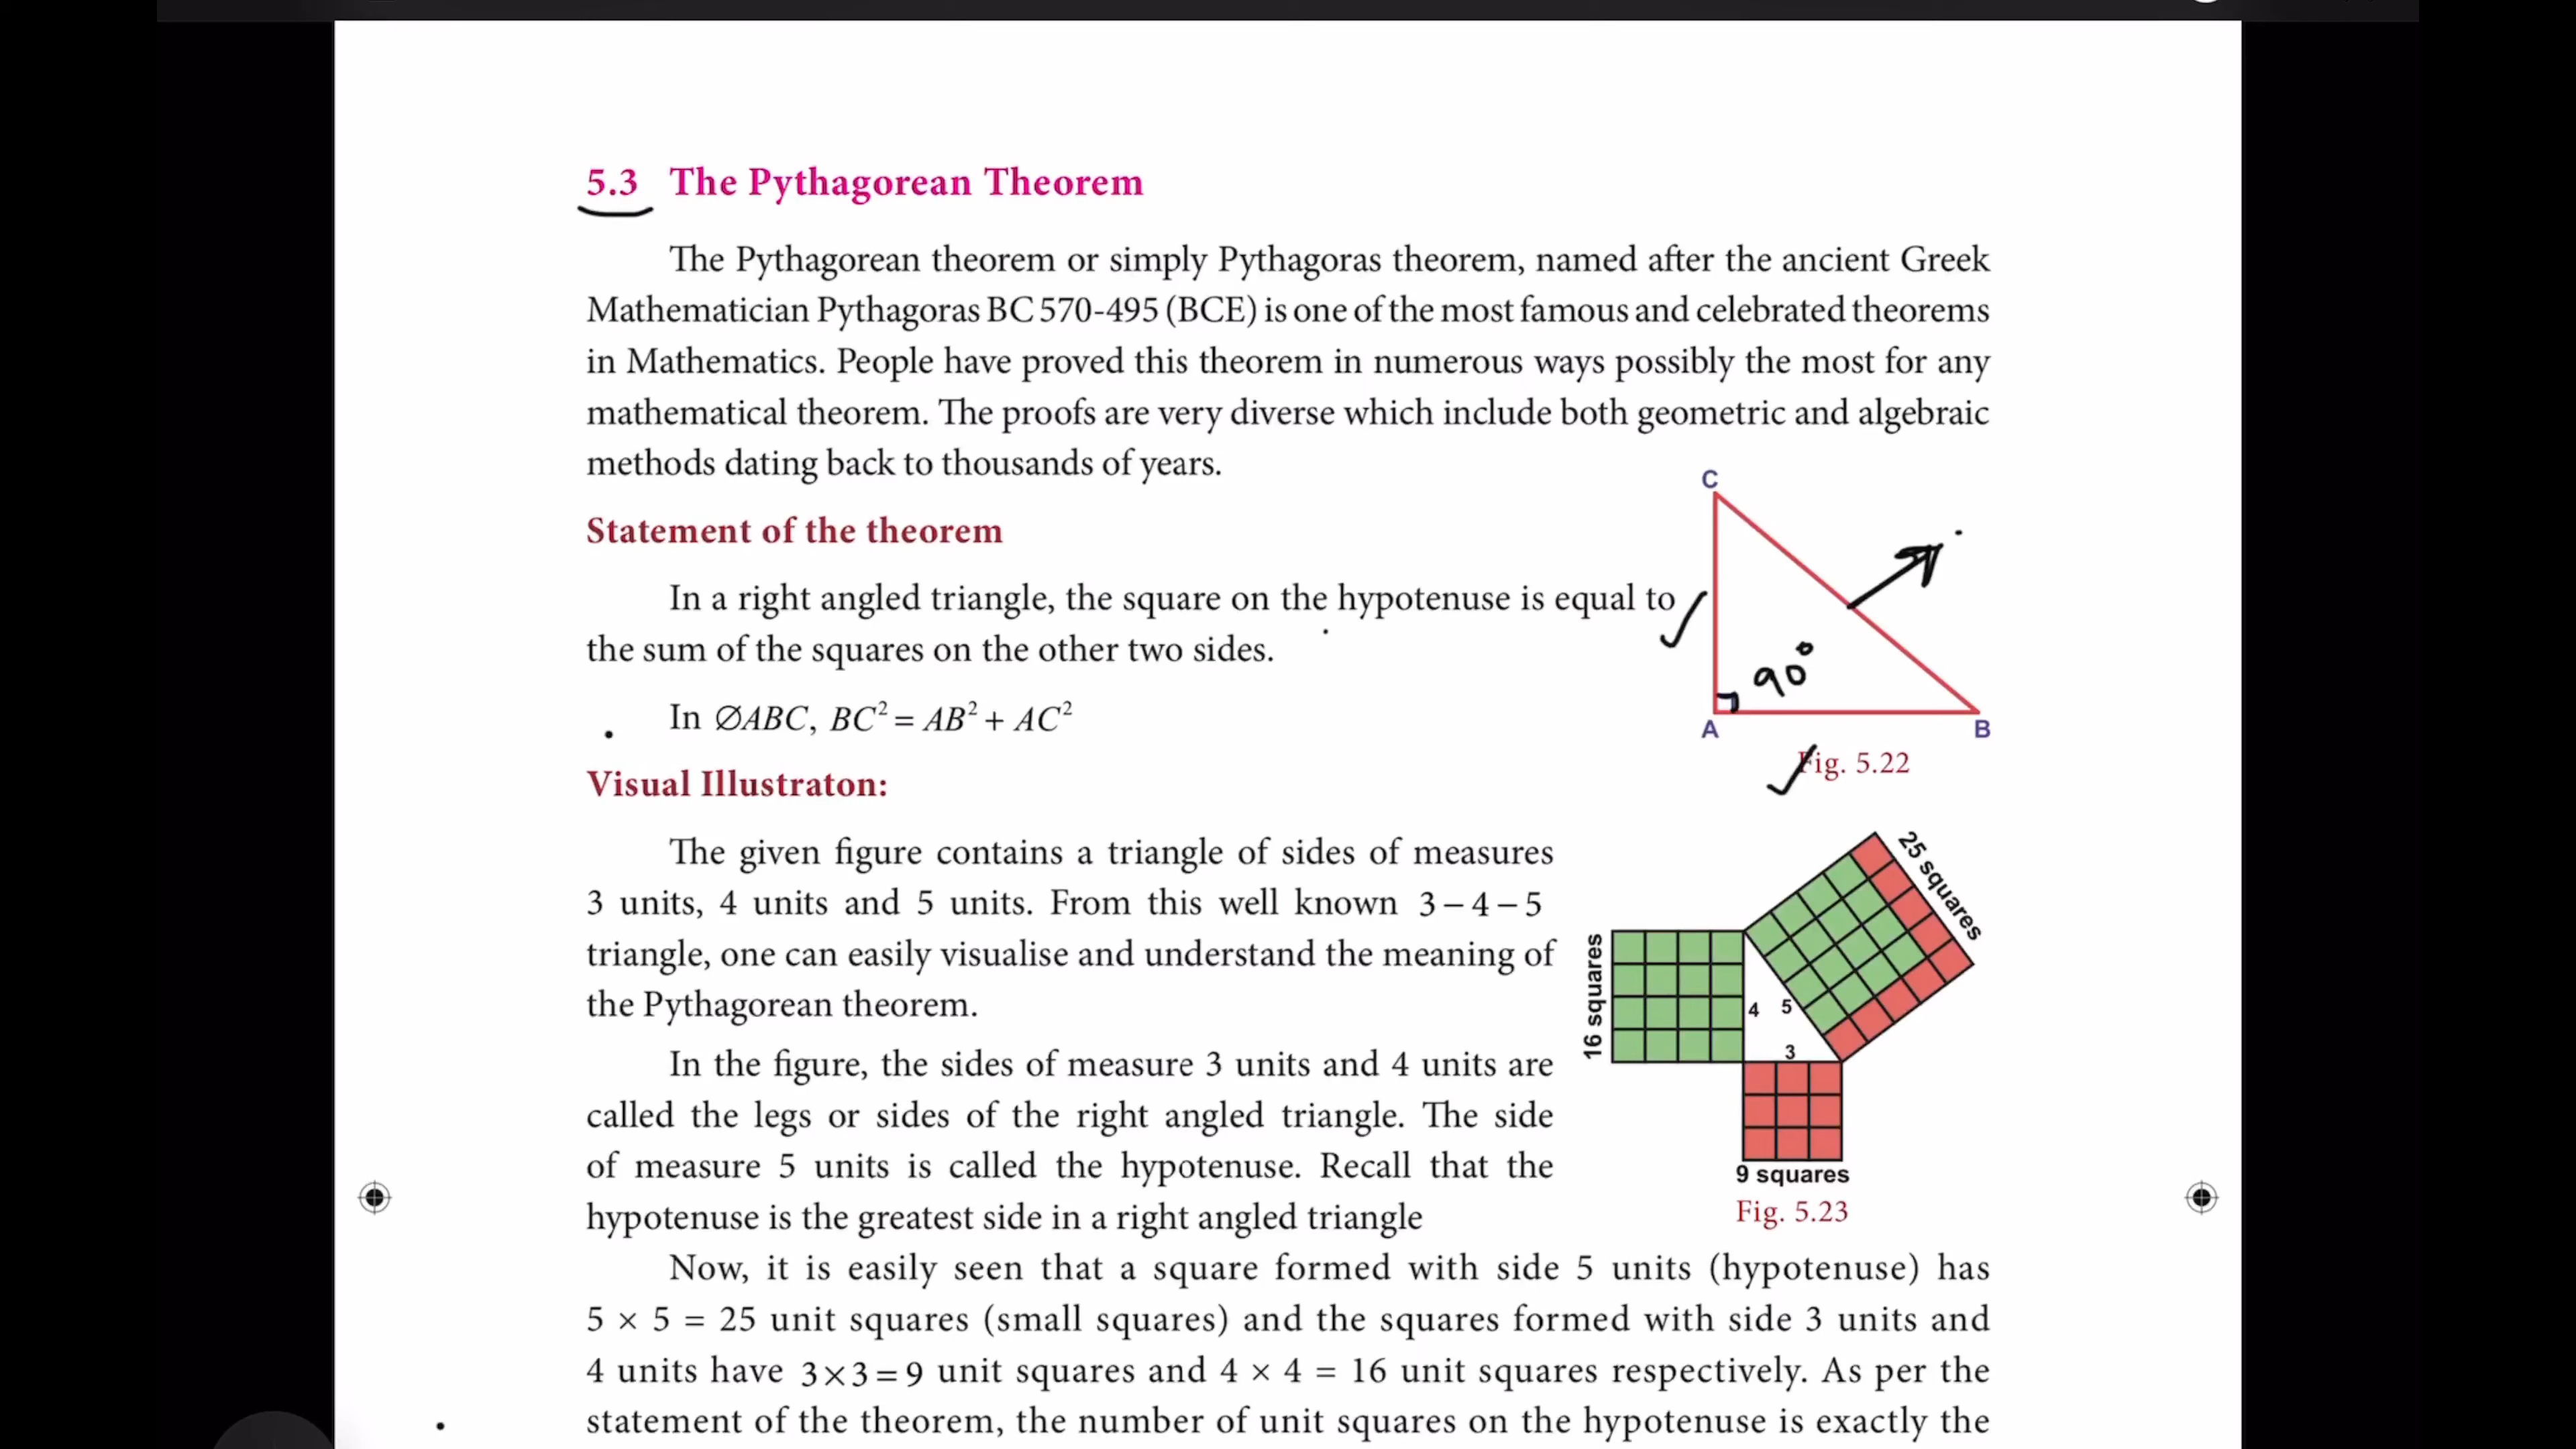 5.3 The Pythagorean Theorem
The Pythagorean theorem or simply Pythagoras theorem, named after the ancient Greek
Mathematician Pythagoras BC 570-495 (BCE) is one of the most famous and celebrated theorems
in Mathematics. People have proved this theorem in numerous ways possibly the most for any
mathematical theorem. The proofs are very diverse which include both geometric and algebraic
methods dating back to thousands of years.
Statement of the theorem
In a right angled triangle, the square on the hypotenuse is equal to
the sum of the squares on the other two sides.
In ∅ABC, BC² = AB² + AC²
C
90°
A
B
Fig. 5.22
Visual Illustraton:
The given figure contains a triangle of sides of measures
3 units, 4 units and 5 units. From this well known 3 – 4 – 5
triangle, one can easily visualise and understand the meaning of
the Pythagorean theorem.
In the figure, the sides of measure 3 units and 4 units are
called the legs or sides of the right angled triangle. The side
of measure 5 units is called the hypotenuse. Recall that the
hypotenuse is the greatest side in a right angled triangle
25 squares
16 squares
4 5
3
9 squares
Fig. 5.23
Now, it is easily seen that a square formed with side 5 units (hypotenuse) has
5 × 5 = 25 unit squares (small squares) and the squares formed with side 3 units and
4 units have 3×3 = 9 unit squares and 4 × 4 = 16 unit squares respectively. As per the
statement of the theorem, the number of unit squares on the hypotenuse is exactly the